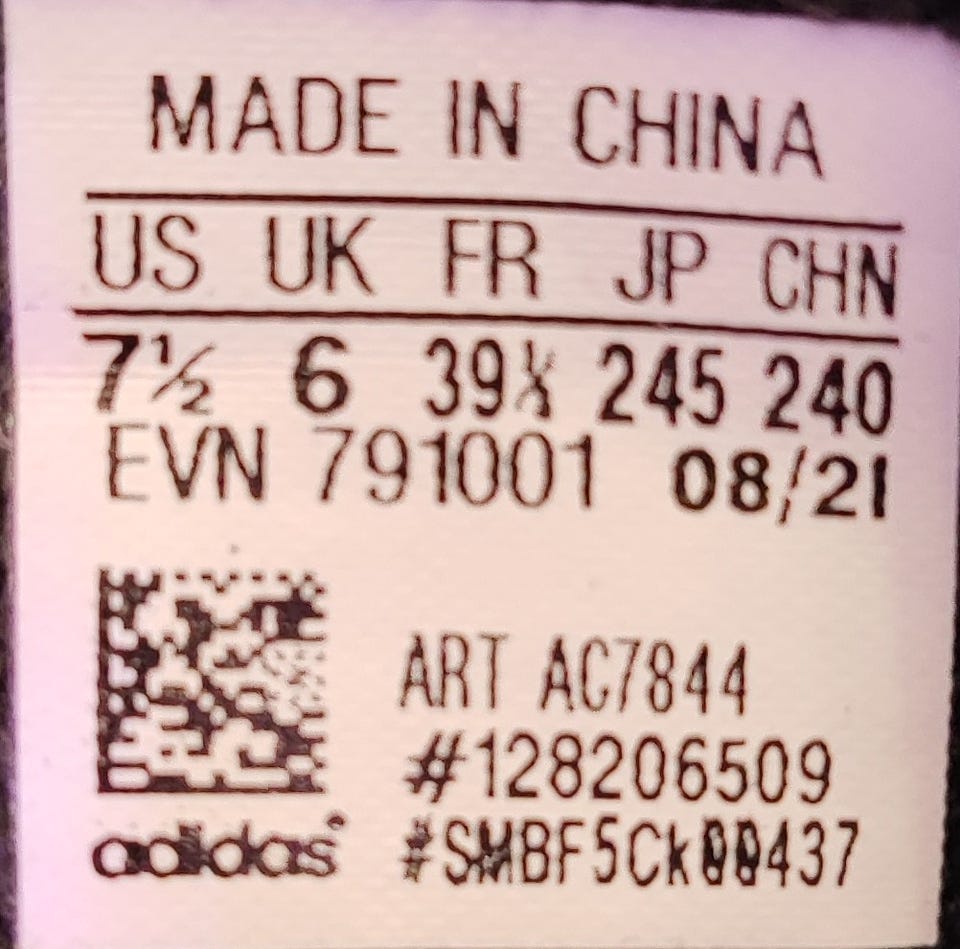 MADE IN CHINA
US UK FR JP CHN
7½ 6 39⅓ 245 240
EVN 791001 08/21
ART AC7844
#128206509
adidas
#SMBF5Ck00437